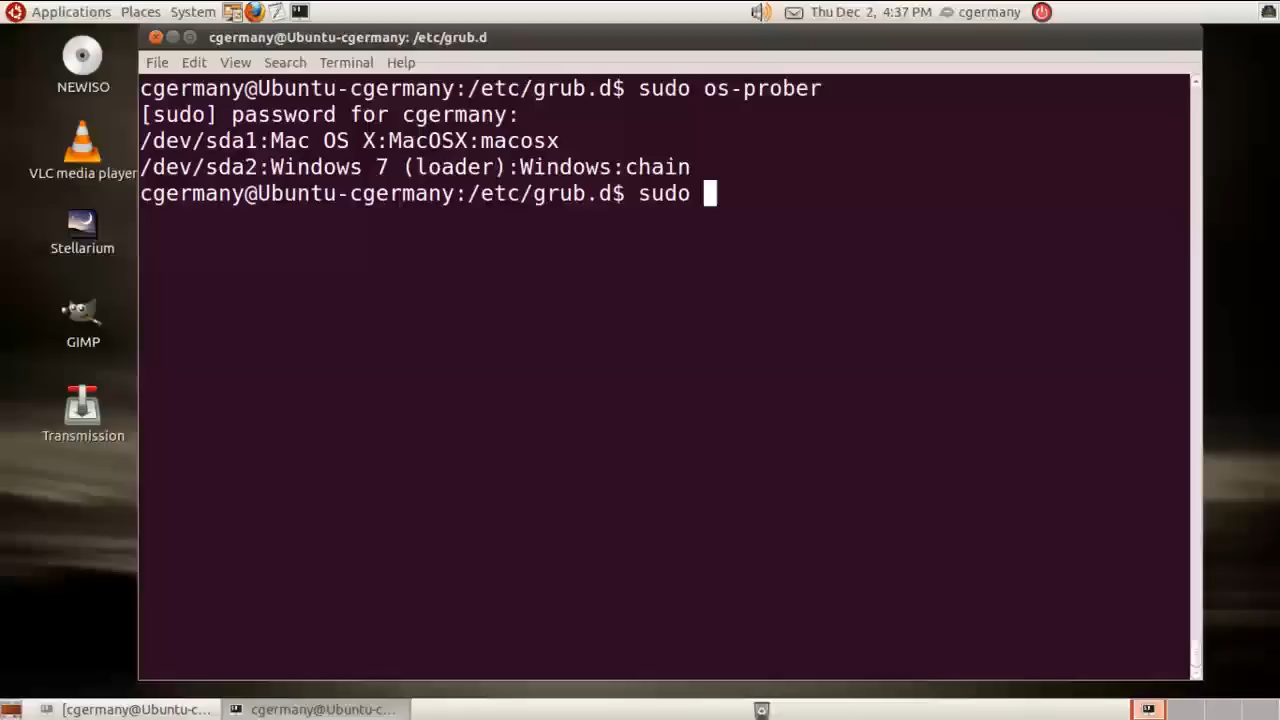 Applications Places System
Thu Dec 2, 4:37 PM cgermany
cgermany@Ubuntu-cgermany: /etc/grub.d
File Edit View Search Terminal Help
NEWISO
VLC media player
Stellarium
GIMP
Transmission
cgermany@Ubuntu-cgermany:/etc/grub.d$ sudo os-prober
[sudo] password for cgermany:
/dev/sda1:Mac OS X:MacOSX:macosx
/dev/sda2:Windows 7 (loader):Windows:chain
cgermany@Ubuntu-cgermany:/etc/grub.d$ sudo
[cgermany@Ubuntu-c... cgermany@Ubuntu-c...